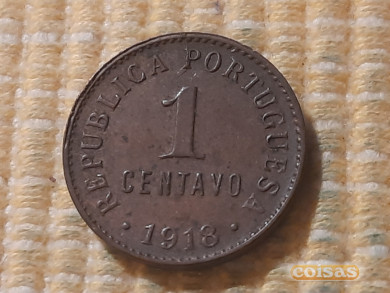 REPUBLICA PORTUGUESA
1
CENTAVO
· 1918 ·
coisas